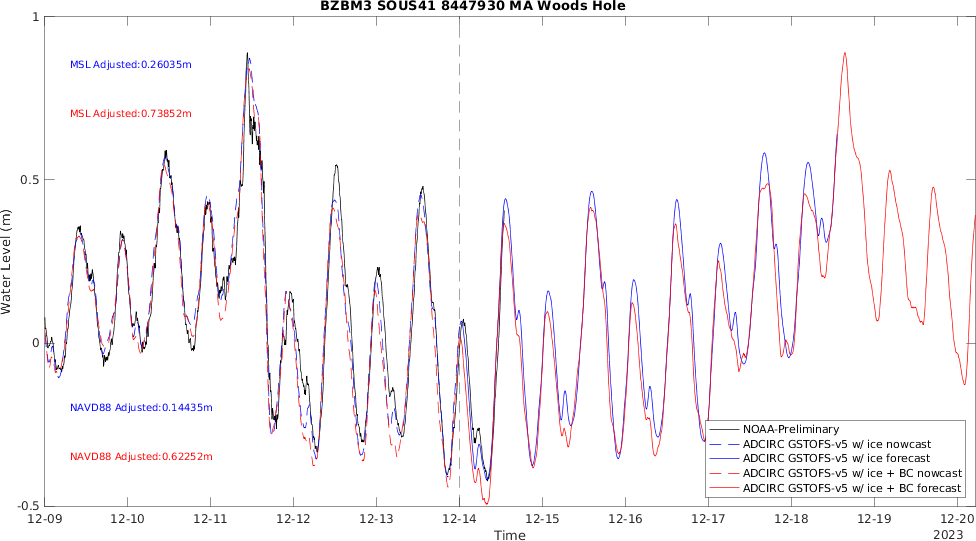 BZBM3 SOUS41 8447930 MA Woods Hole
1
MSL Adjusted:0.26035m
MSL Adjusted:0.73852m
0.5
Water Level (m)
0
NAVD88 Adjusted:0.14435m
NAVD88 Adjusted:0.62252m
NOAA-Preliminary
ADCIRC GSTOFS-v5 w/ ice nowcast
ADCIRC GSTOFS-v5 w/ ice forecast
ADCIRC GSTOFS-v5 w/ ice + BC nowcast
ADCIRC GSTOFS-v5 w/ ice + BC forecast
-0.5
12-09 12-10 12-11 12-12 12-13 12-14 12-15 12-16 12-17 12-18 12-19 12-20
Time
2023